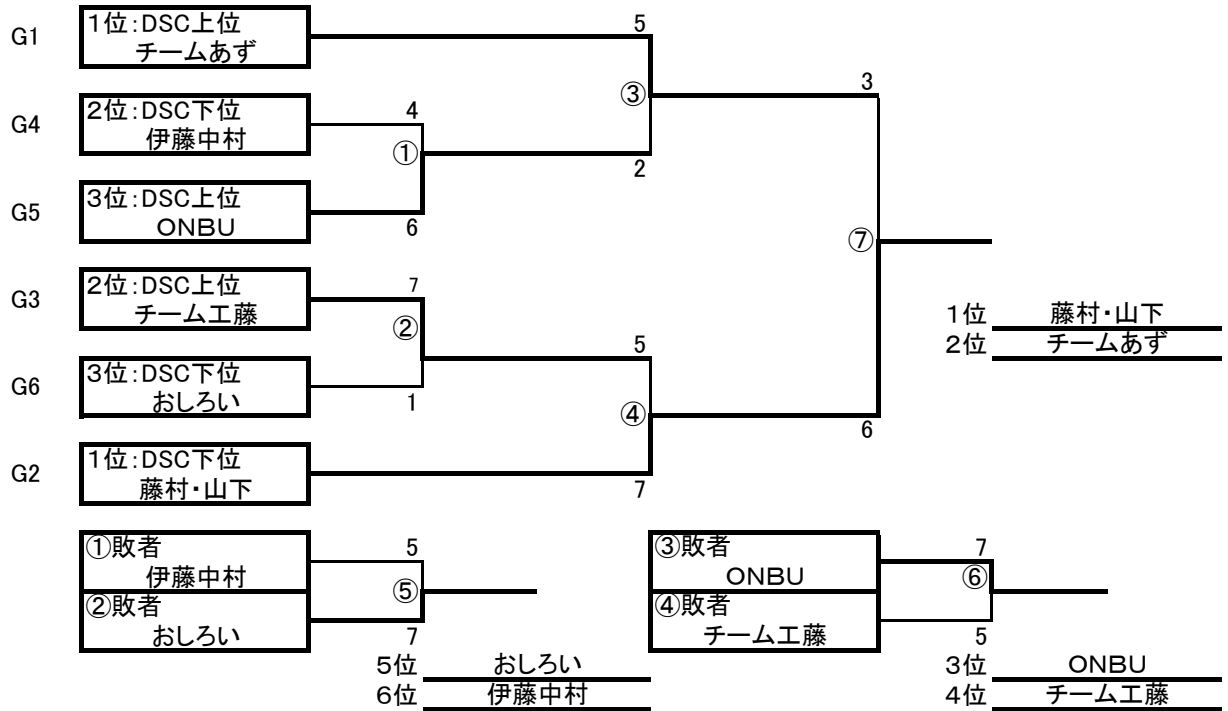 G1
1位:DSC上位
チームあず
5
③
3
G4
2位:DSC下位
伊藤中村
4
①
2
G5
3位:DSC上位
ONBU
6
⑦
G3
2位:DSC上位
チーム工藤
7
②
5
1位 藤村・山下
2位 チームあず
G6
3位:DSC下位
おしろい
1
④
6
G2
1位:DSC下位
藤村・山下
7
①敗者
伊藤中村
5
⑤
②敗者
おしろい
7
5位 おしろい
6位 伊藤中村
③敗者
ONBU
7
⑥
④敗者
チーム工藤
5
3位 ONBU
4位 チーム工藤